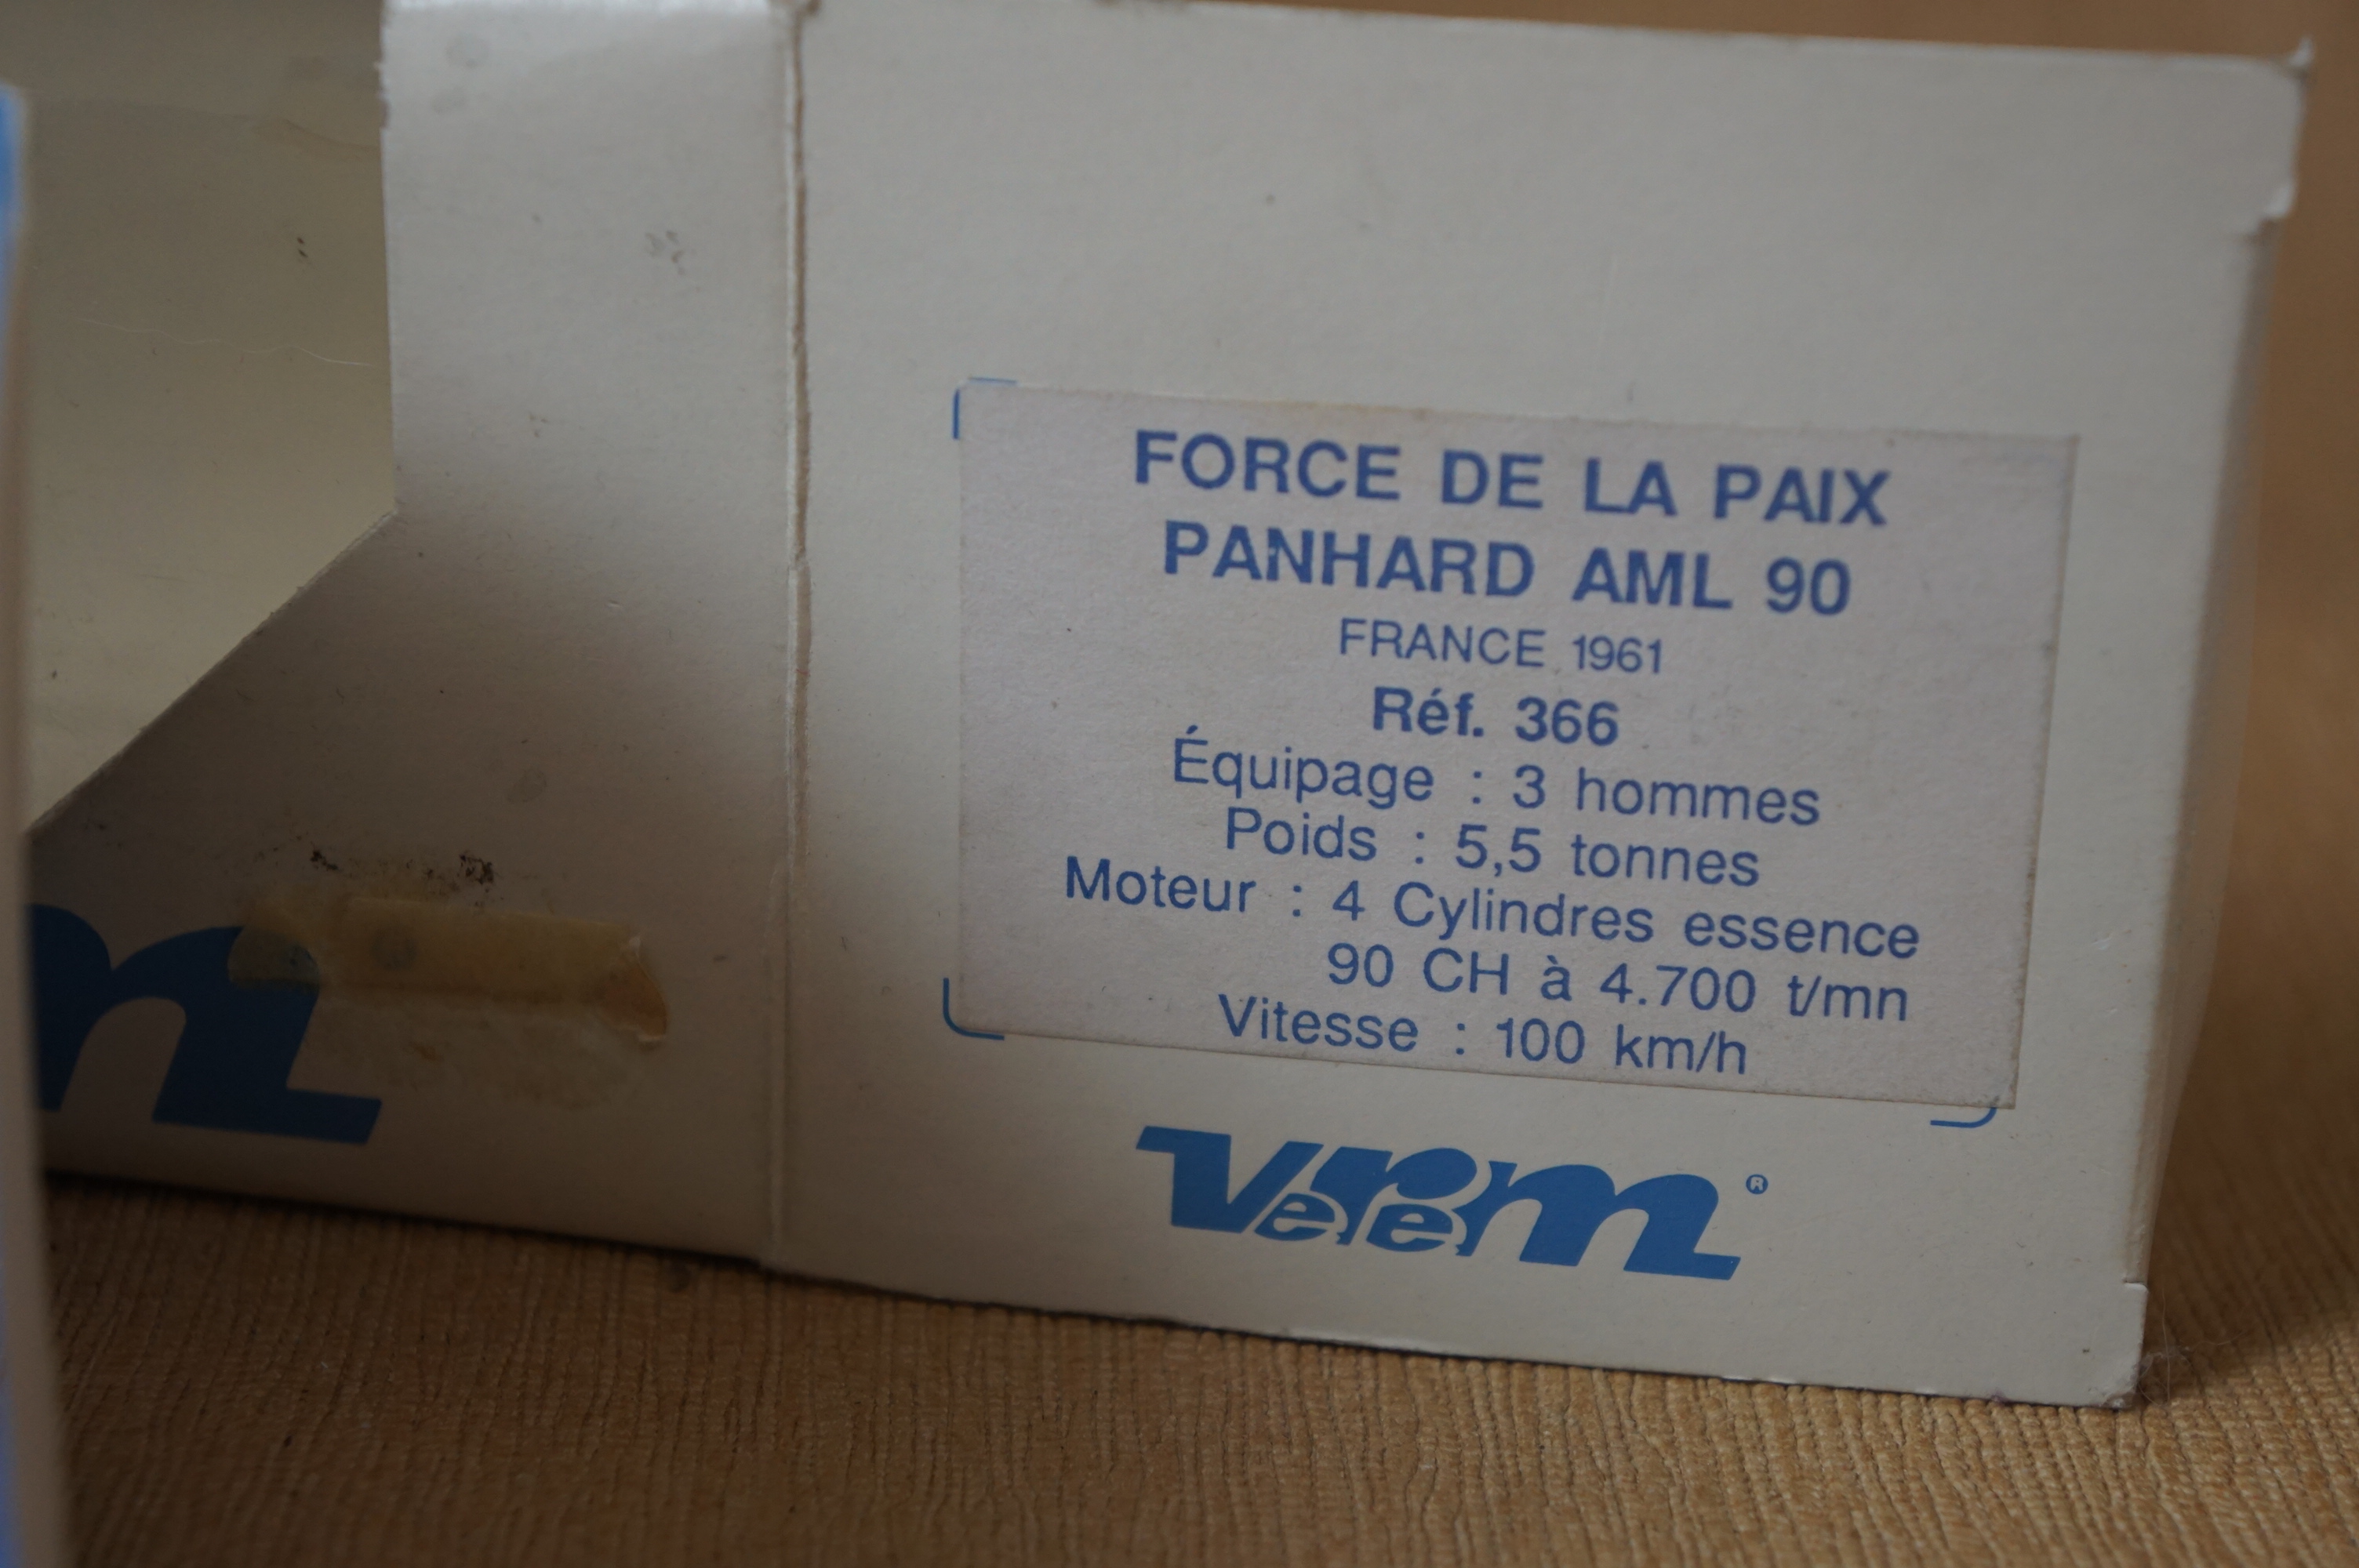 FORCE DE LA PAIX
PANHARD AML 90
FRANCE 1961
Réf. 366
Équipage : 3 hommes
Poids : 5,5 tonnes
Moteur : 4 Cylindres essence
90 CH à 4.700 t/mn
Vitesse : 100 km/h
Verem®
m